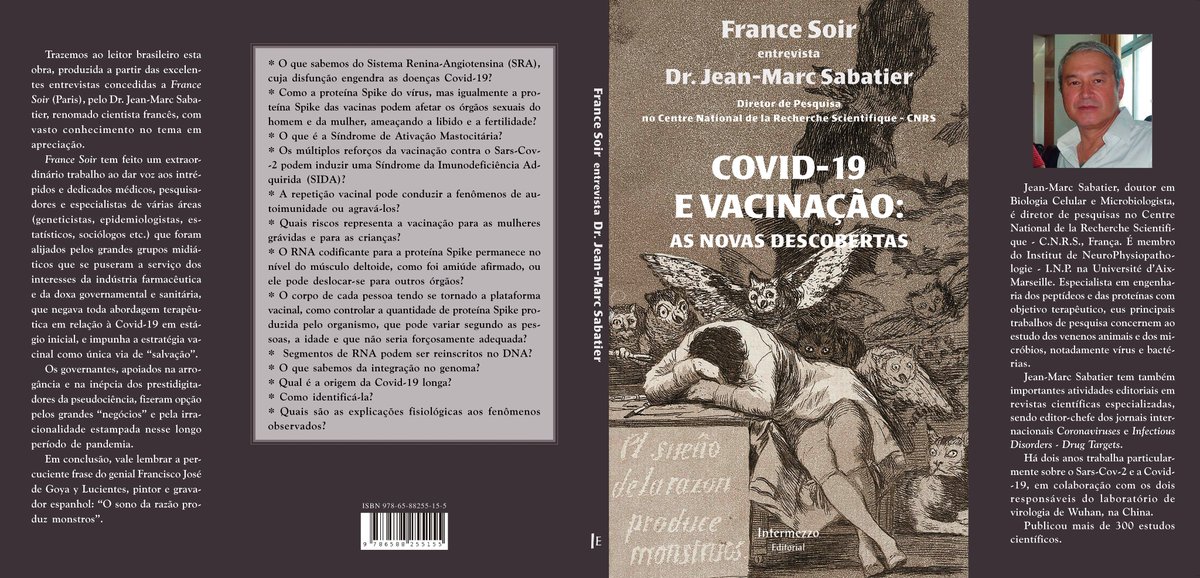 Trazemos ao leitor brasileiro esta
obra, produzida a partir das excelen-
tes entrevistas concedidas a France
Soir (Paris), pelo Dr. Jean-Marc Saba-
tier, renomado cientista francês, com
vasto conhecimento no tema em
apreciação.
France Soir tem feito um extraor-
dinário trabalho ao dar voz aos intré-
pidos e dedicados médicos, pesquisa-
dores e especialistas de várias áreas
(geneticistas, epidemiologistas, es-
tatísticos, sociólogos etc.) que foram
alijados pelos grandes grupos midiá-
ticos que se puseram a serviço dos
interesses da indústria farmacêutica
e da doxa governamental e sanitária,
que negava toda abordagem terapêu-
tica em relação à Covid-19 em está-
gio inicial, e impunha a estratégia va-
cinal como única via de “salvação”.
Os governantes, apoiados na arro-
gância e na inépcia dos prestidigita-
dores da pseudociência, fizeram opção
pelos grandes “negócios” e pela irra-
cionalidade estampada nesse longo
período de pandemia.
Em conclusão, vale lembrar a per-
cuciente frase do genial Francisco José
de Goya y Lucientes, pintor e grava-
dor espanhol: “O sono da razão pro-
duz monstros”.
* O que sabemos do Sistema Renina-Angiotensina (SRA),
cuja disfunção engendra as doenças Covid-19?
* Como a proteína Spike do vírus, mas igualmente a pro-
teína Spike das vacinas podem afetar os órgãos sexuais do
homem e da mulher, ameaçando a libido e a fertilidade?
* O que é a Síndrome de Ativação Mastocitária?
* Os múltiplos reforços da vacinação contra o Sars-Cov-
-2 podem induzir uma Síndrome da Imunodeficiência Ad-
quirida (SIDA)?
* A repetição vacinal pode conduzir a fenômenos de au-
toimunidade ou agravá-los?
* Quais riscos representa a vacinação para as mulheres
grávidas e para as crianças?
* O RNA codificante para a proteína Spike permanece no
nível do músculo deltoide, como foi amiúde afirmado, ou
ele pode deslocar-se para outros órgãos?
* O corpo de cada pessoa tendo se tornado a plataforma
vacinal, como controlar a quantidade de proteína Spike pro-
duzida pelo organismo, que pode variar segundo as pes-
soas, a idade e que não seria forçosamente adequada?
* Segmentos de RNA podem ser reinscritos no DNA?
* O que sabemos da integração no genoma?
* Qual é a origem da Covid-19 longa?
* Como identificá-la?
* Quais são as explicações fisiológicas aos fenômenos
observados?
ISBN 978-65-88255-15-5
9 786588 255155
France Soir entrevista Dr. Jean-Marc Sabatier
IE
France Soir
entrevista
Dr. Jean-Marc Sabatier
Diretor de Pesquisa
no Centre National de la Recherche Scientifique - CNRS
COVID-19
E VACINAÇÃO:
AS NOVAS DESCOBERTAS
El sueño
de la razon
produce
monstruos
Intermezzo
Editorial
Jean-Marc Sabatier, doutor em
Biologia Celular e Microbiologista,
é diretor de pesquisas no Centre
National de la Recherche Scientifi-
que - C.N.R.S., França. É membro
do Institut de NeuroPhysiopatho-
logie - I.N.P. na Université d'Aix-
Marseille. Especialista em engenha-
ria dos peptídeos e das proteínas com
objetivo terapêutico, eus principais
trabalhos de pesquisa concernem ao
estudo dos venenos animais e dos mi-
cróbios, notadamente vírus e bacté-
rias.
Jean-Marc Sabatier tem também
importantes atividades editoriais em
revistas científicas especializadas,
sendo editor-chefe dos jornais inter-
nacionais Coronaviruses e Infectious
Disorders - Drug Targets.
Há dois anos trabalha particular-
mente sobre o Sars-Cov-2 e a Covid-
-19, em colaboração com os dois
responsáveis do laboratório de
virologia de Wuhan, na China.
Publicou mais de 300 estudos
científicos.